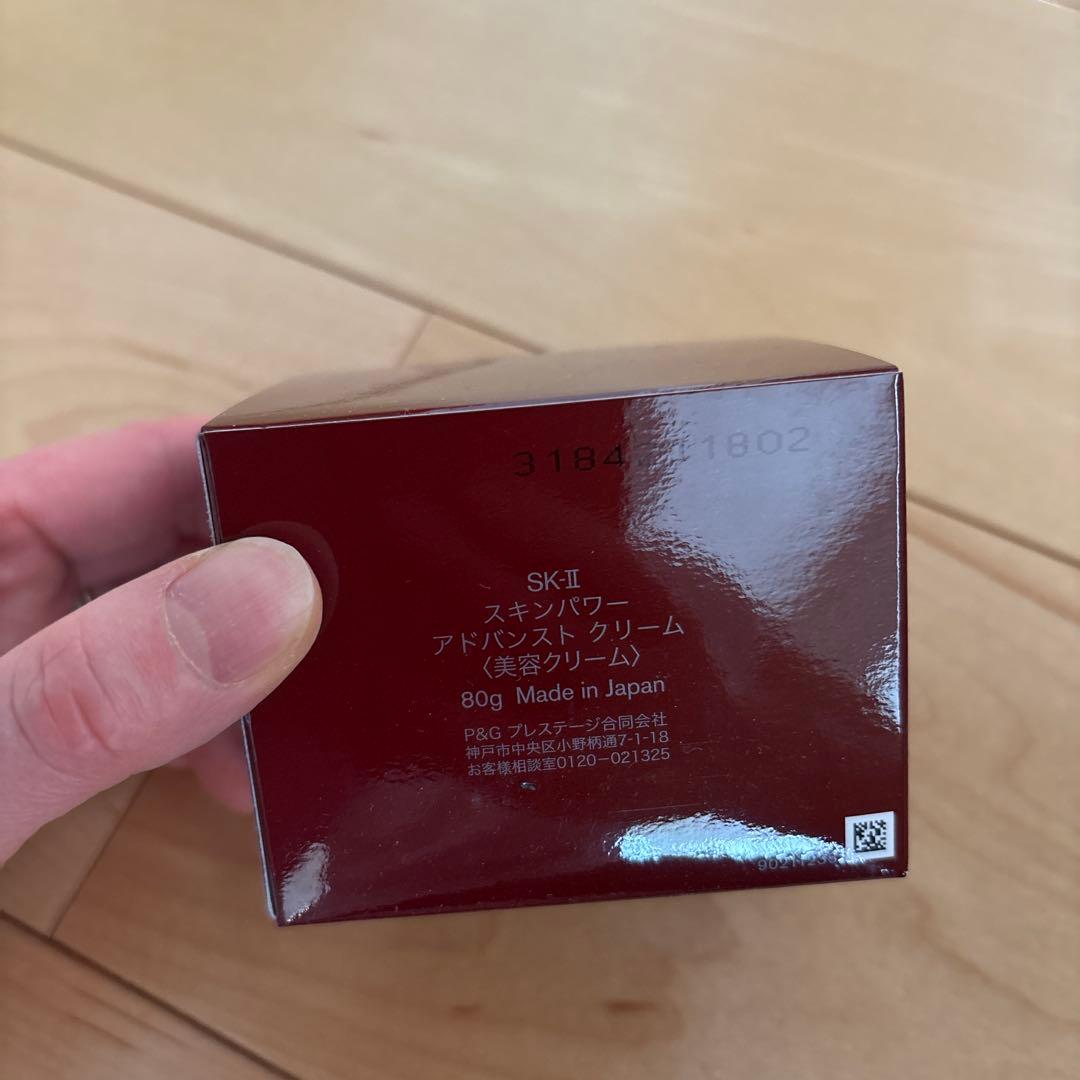 3184 11802
SK-II
スキンパワー
アドバンスト クリーム
〈美容クリーム〉
80g Made in Japan
P&G プレステージ合同会社
神戸市中央区小野柄通7-1-18
お客様相談室0120−021325